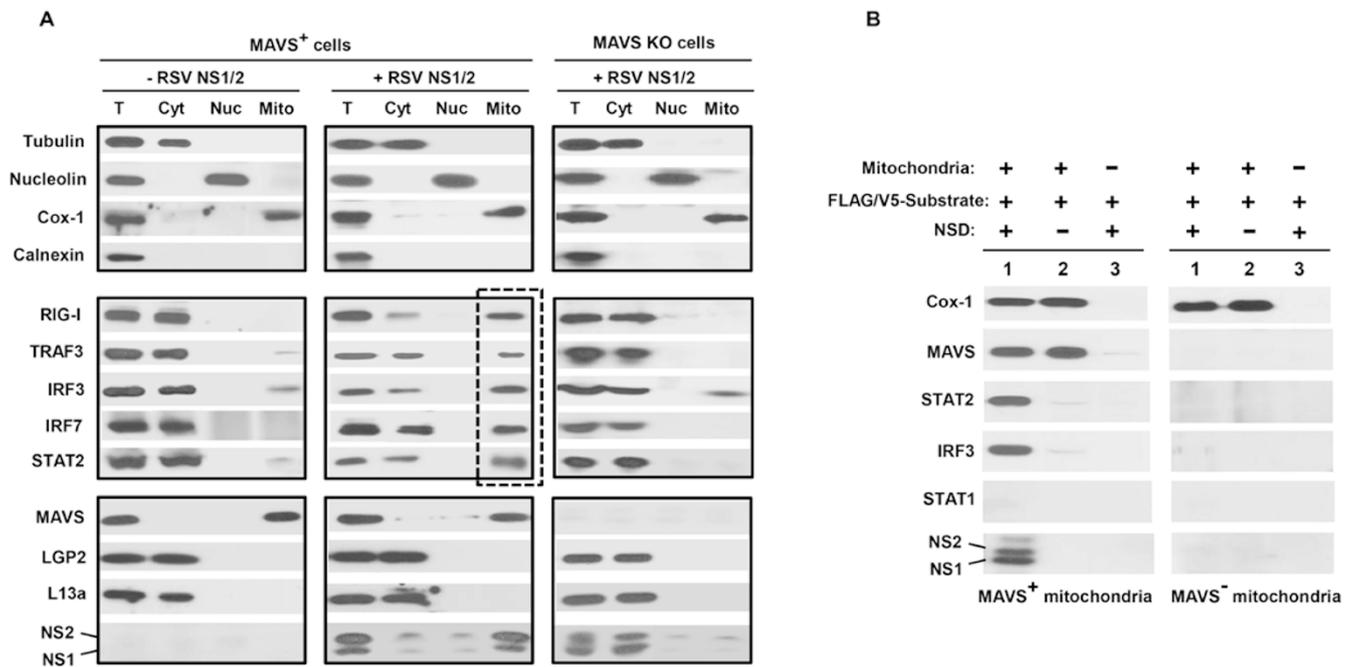 A
MAVS+ cells
MAVS KO cells
- RSV NS1/2
+ RSV NS1/2
+ RSV NS1/2
T Cyt Nuc Mito
T Cyt Nuc Mito
T Cyt Nuc Mito
Tubulin
Nucleolin
Cox-1
Calnexin
RIG-I
TRAF3
IRF3
IRF7
STAT2
MAVS
LGP2
L13a
NS2
NS1
B
Mitochondria: + + − + + −
FLAG/V5-Substrate: + + + + + +
NSD: + − + + − +
1 2 3 1 2 3
Cox-1
MAVS
STAT2
IRF3
STAT1
NS2
NS1
MAVS+ mitochondria
MAVS− mitochondria